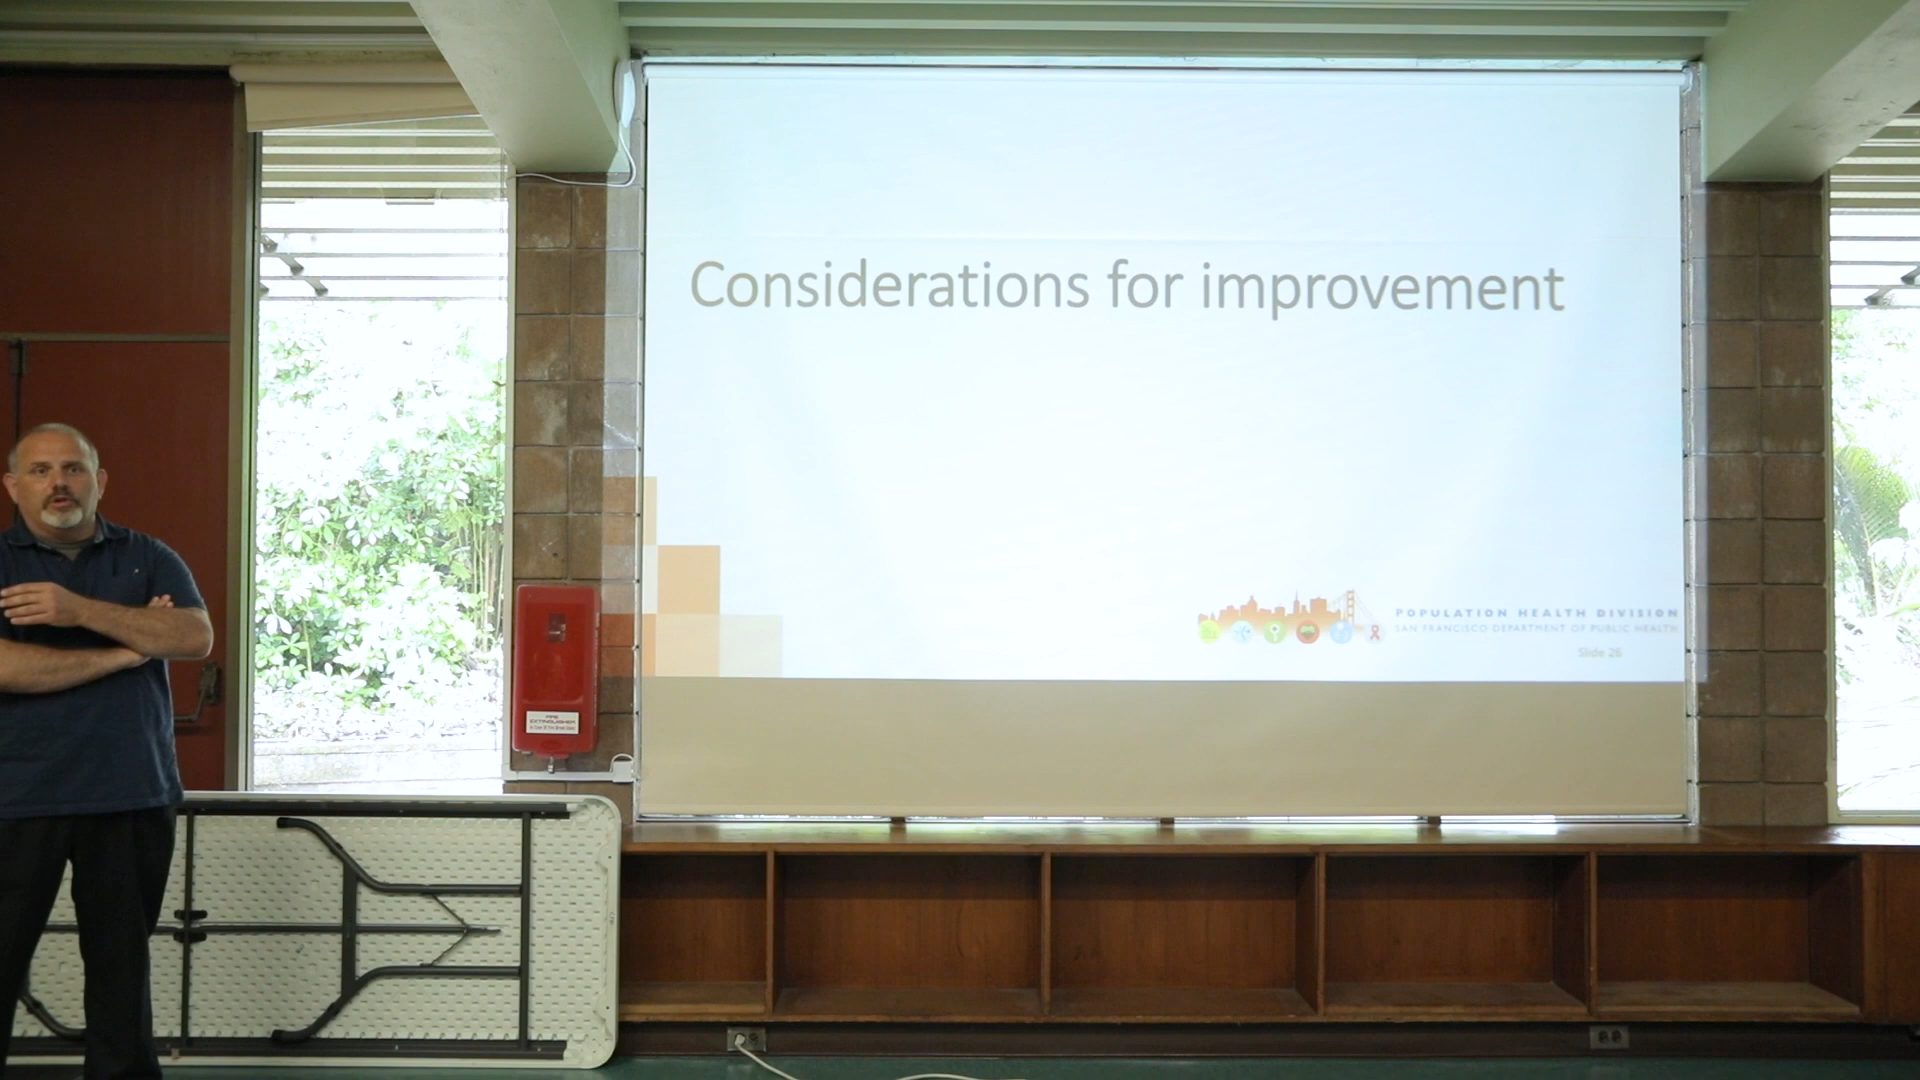 Considerations for improvement
POPULATION HEALTH DIVISION
SAN FRANCISCO DEPARTMENT OF PUBLIC HEALTH
Slide 26
FIRE
EXTINGUISHER